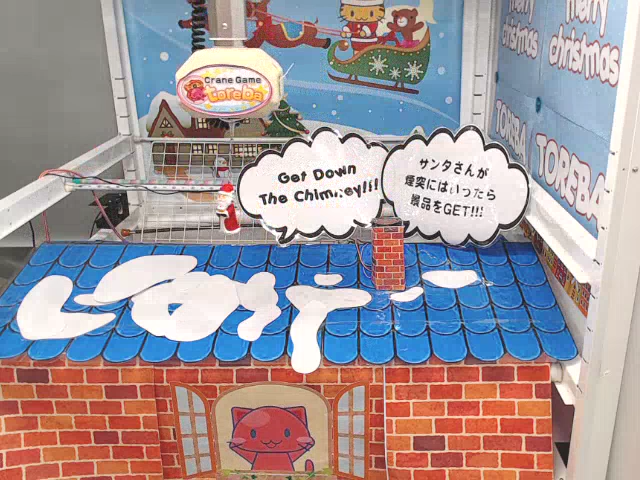 Crane Game
toreba
Merry
christmas
Merry
christmas
TOREBA
TOREBA
Get Down
The Chimney!!!
サンタさんが
煙突にはいったら
景品をGET!!!